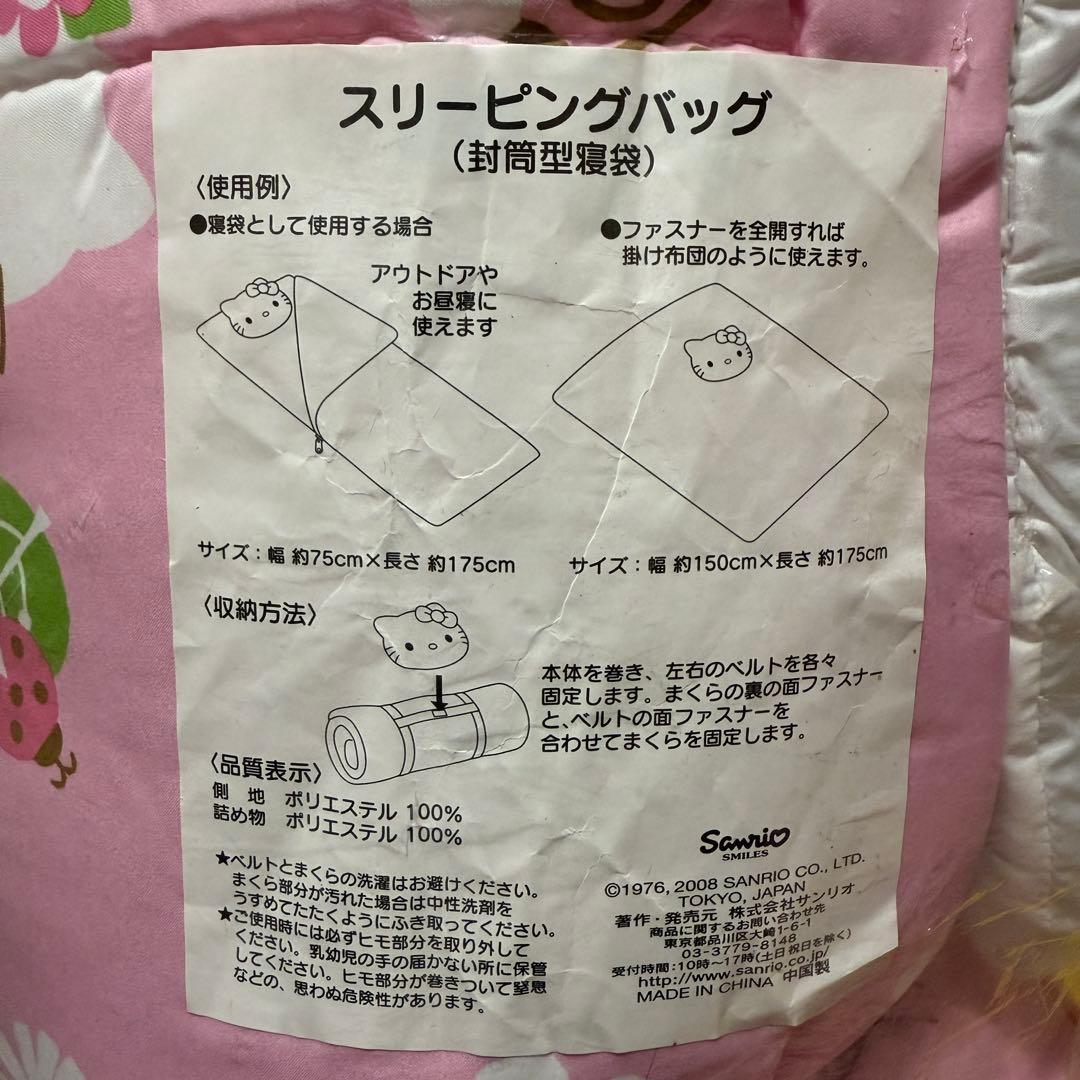 スリーピングバッグ
(封筒型寝袋)
〈使用例〉
●寝袋として使用する場合
アウトドアや
お昼寝に
使えます
●ファスナーを全開すれば
掛け布団のように使えます。
サイズ：幅 約75cm×長さ 約175cm
サイズ：幅 約150cm×長さ 約175cm
〈収納方法〉
本体を巻き、左右のベルトを各々
固定します。まくらの裏の面ファスナー
と、ベルトの面ファスナーを
合わせてまくらを固定します。
〈品質表示〉
側 地 ポリエステル 100%
詰め物 ポリエステル 100%
★ベルトとまくらの洗濯はお避けください。
まくら部分が汚れた場合は中性洗剤を
うすめてたたくようにふき取ってください。
★ご使用時には必ずヒモ部分を取り外して
ください。乳幼児の手の届かない所に保管
してください。ヒモ部分が巻きついて窒息
などの、思わぬ危険性があります。
Sanrio
SMILES
©1976, 2008 SANRIO CO., LTD.
TOKYO, JAPAN
著作・発売元 株式会社サンリオ
商品に関するお問い合わせ先
東京都品川区大崎1-6-1
03-3779-8148
受付時間：10時〜17時(土日祝日を除く)
http://www.sanrio.co.jp/
MADE IN CHINA 中国製